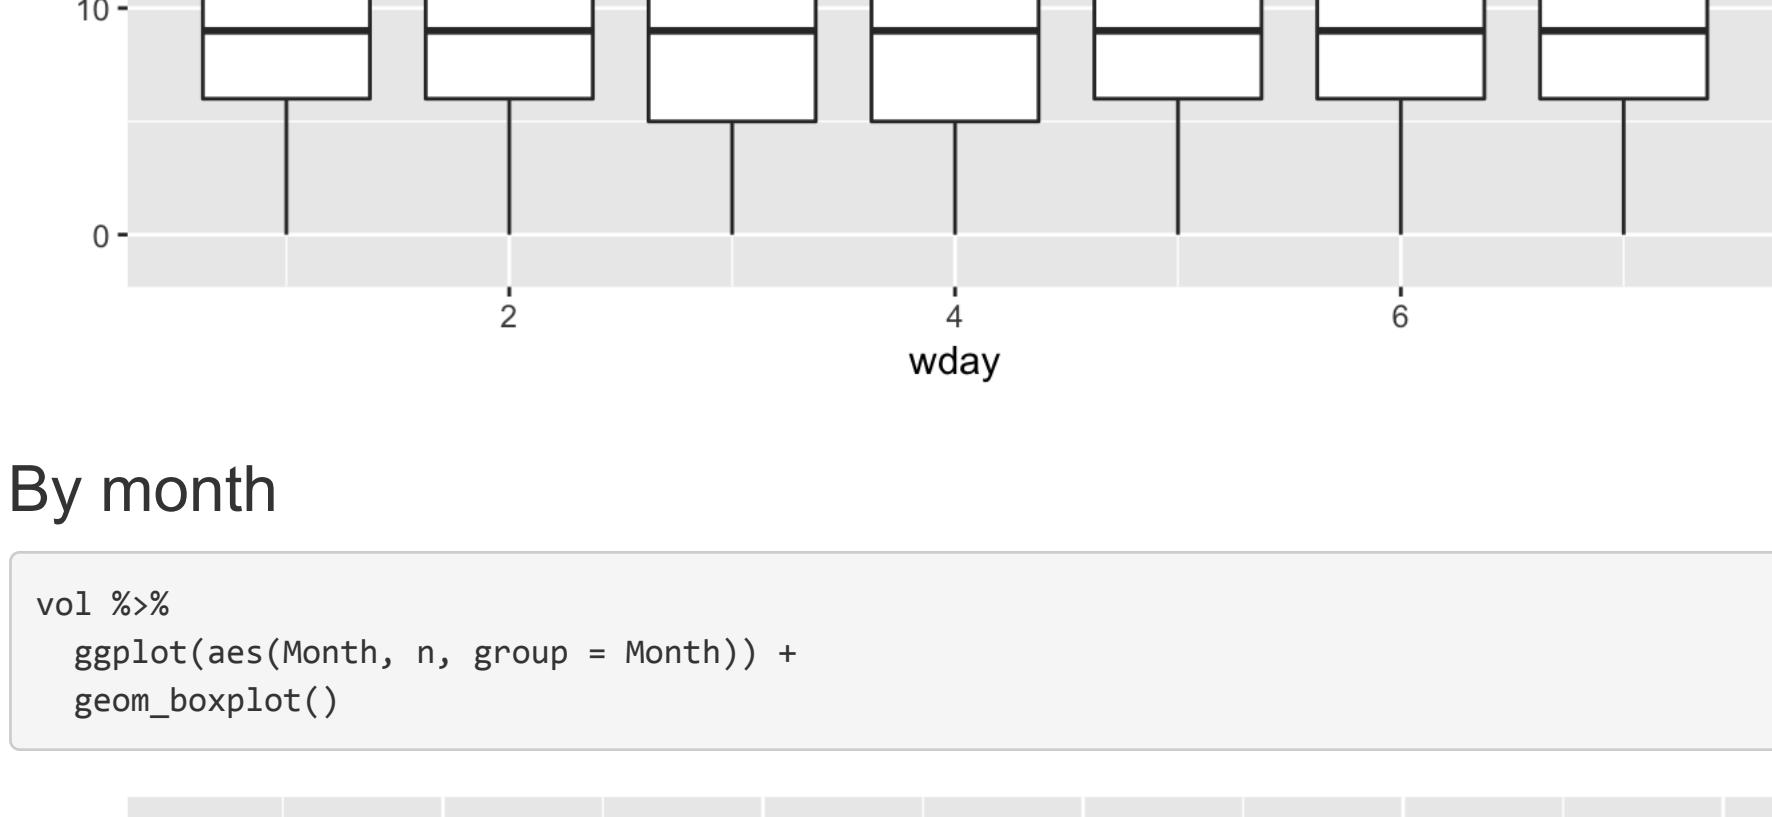 10
0
2 4 6
wday
By month
vol %>%
  ggplot(aes(Month, n, group = Month)) +
  geom_boxplot()